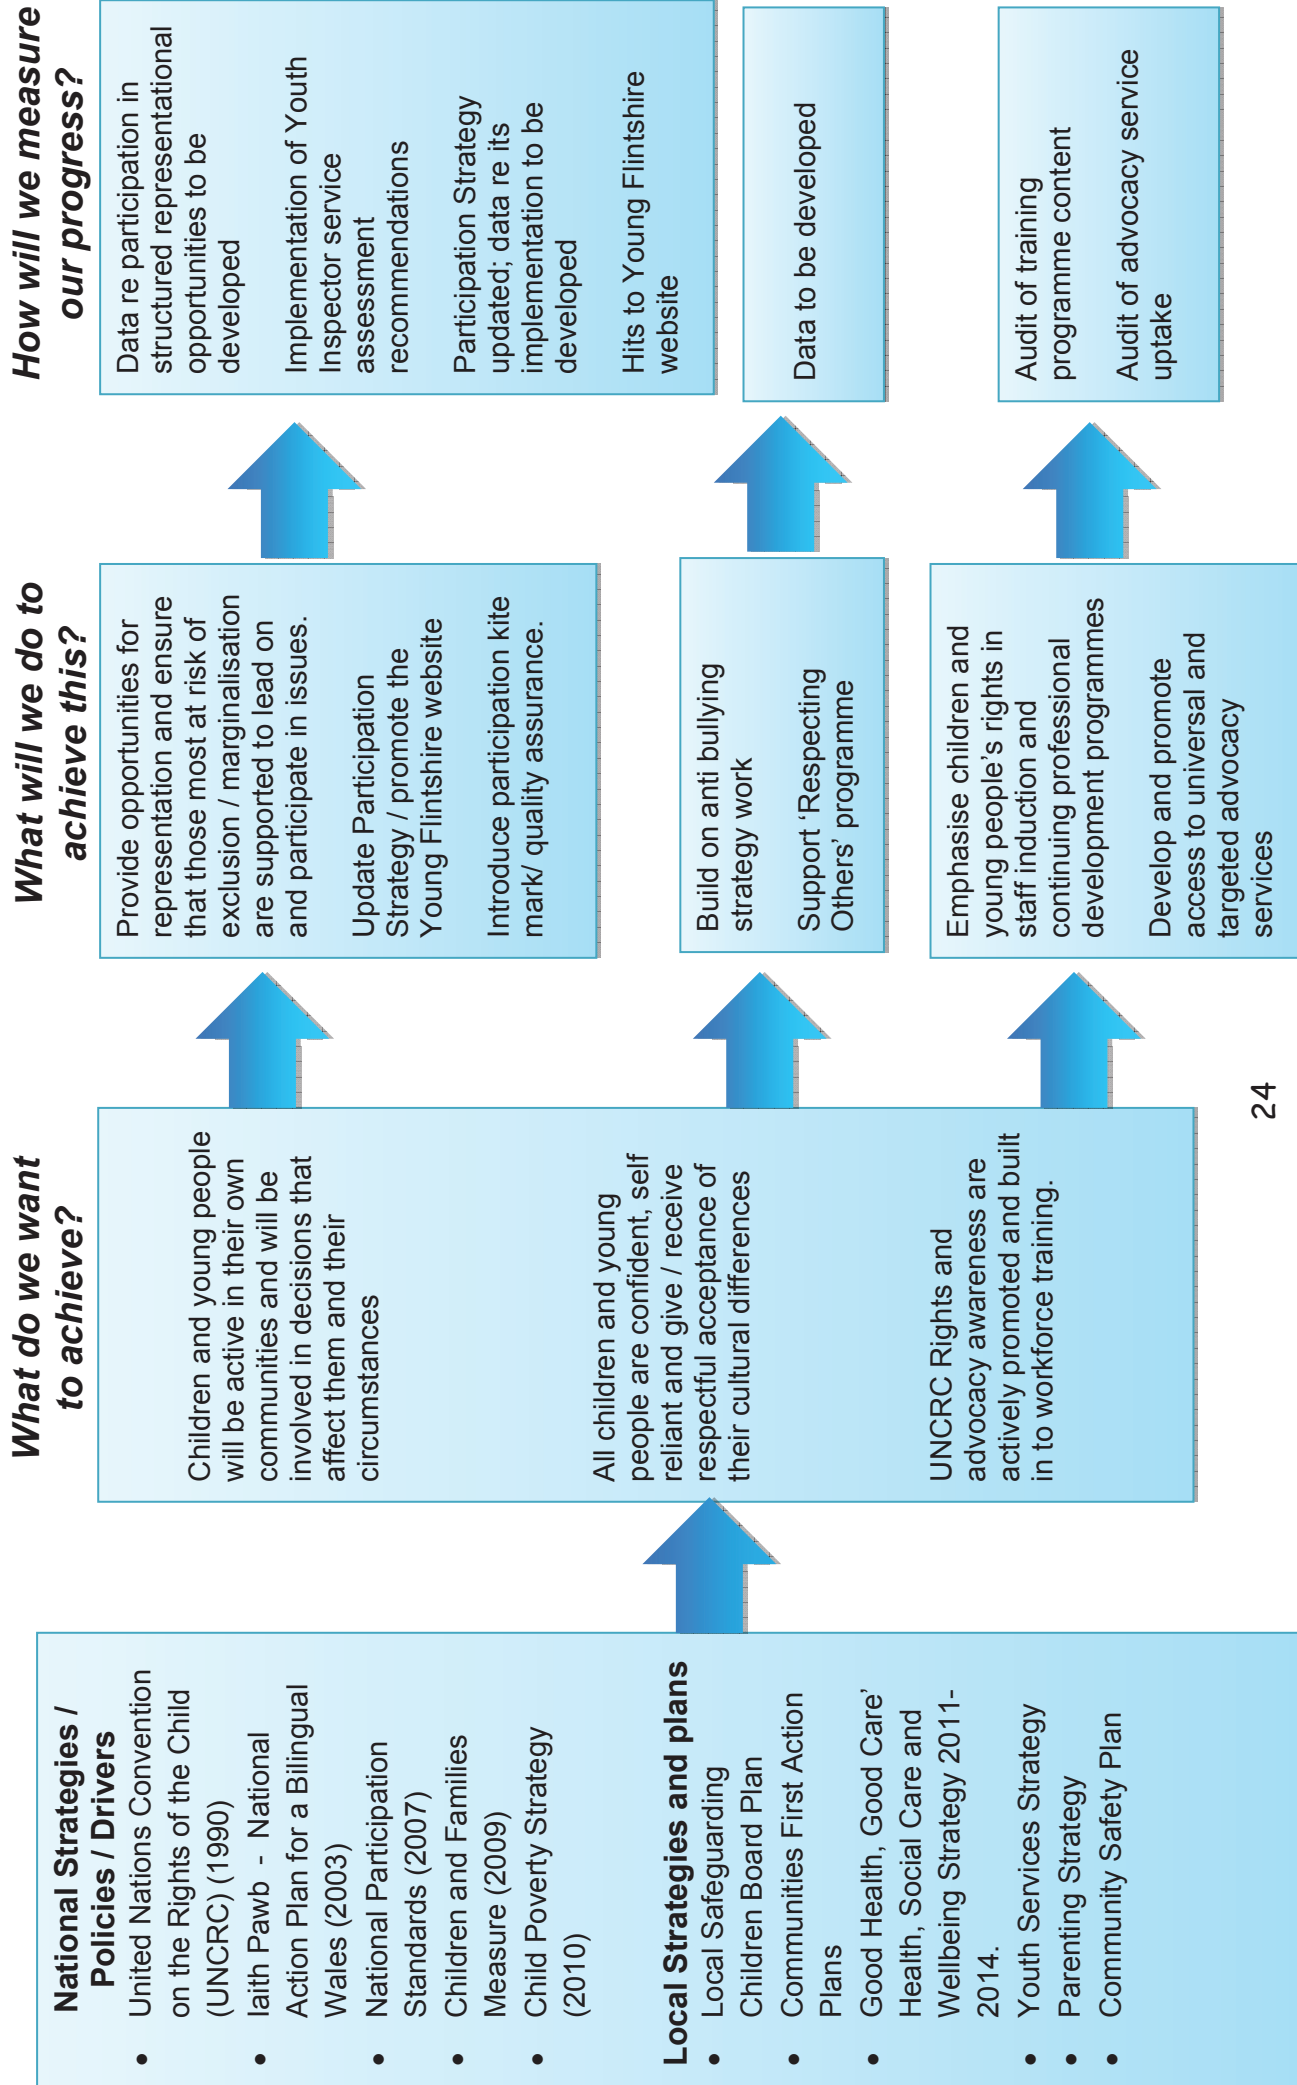 National Strategies /
Policies / Drivers
• United Nations Convention
on the Rights of the Child
(UNCRC) (1990)
• Iaith Pawb - National
Action Plan for a Bilingual
Wales (2003)
• National Participation
Standards (2007)
• Children and Families
Measure (2009)
• Child Poverty Strategy
(2010)
Local Strategies and plans
• Local Safeguarding
Children Board Plan
• Communities First Action
Plans
• Good Health, Good Care’
Health, Social Care and
Wellbeing Strategy 2011-
2014.
• Youth Services Strategy
• Parenting Strategy
• Community Safety Plan
What do we want
to achieve?
Children and young people
will be active in their own
communities and will be
involved in decisions that
affect them and their
circumstances
All children and young
people are confident, self
reliant and give / receive
respectful acceptance of
their cultural differences
UNCRC Rights and
advocacy awareness are
actively promoted and built
in to workforce training.
What will we do to
achieve this?
Provide opportunities for
representation and ensure
that those most at risk of
exclusion / marginalisation
are supported to lead on
and participate in issues.
Update Participation
Strategy / promote the
Young Flintshire website
Introduce participation kite
mark/ quality assurance.
Build on anti bullying
strategy work
Support ‘Respecting
Others’ programme
Emphasise children and
young people’s rights in
staff induction and
continuing professional
development programmes
Develop and promote
access to universal and
targeted advocacy
services
How will we measure
our progress?
Data re participation in
structured representational
opportunities to be
developed
Implementation of Youth
Inspector service
assessment
recommendations
Participation Strategy
updated; data re its
implementation to be
developed
Hits to Young Flintshire
website
Data to be developed
Audit of training
programme content
Audit of advocacy service
uptake
24